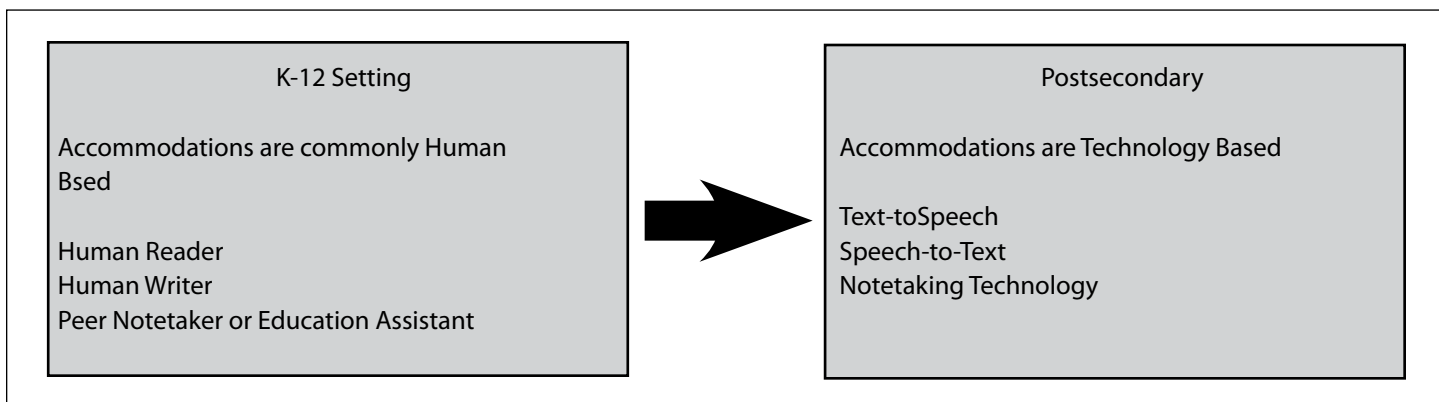 K-12 Setting
Accommodations are commonly Human
Bsed
Human Reader
Human Writer
Peer Notetaker or Education Assistant
Postsecondary
Accommodations are Technology Based
Text-toSpeech
Speech-to-Text
Notetaking Technology